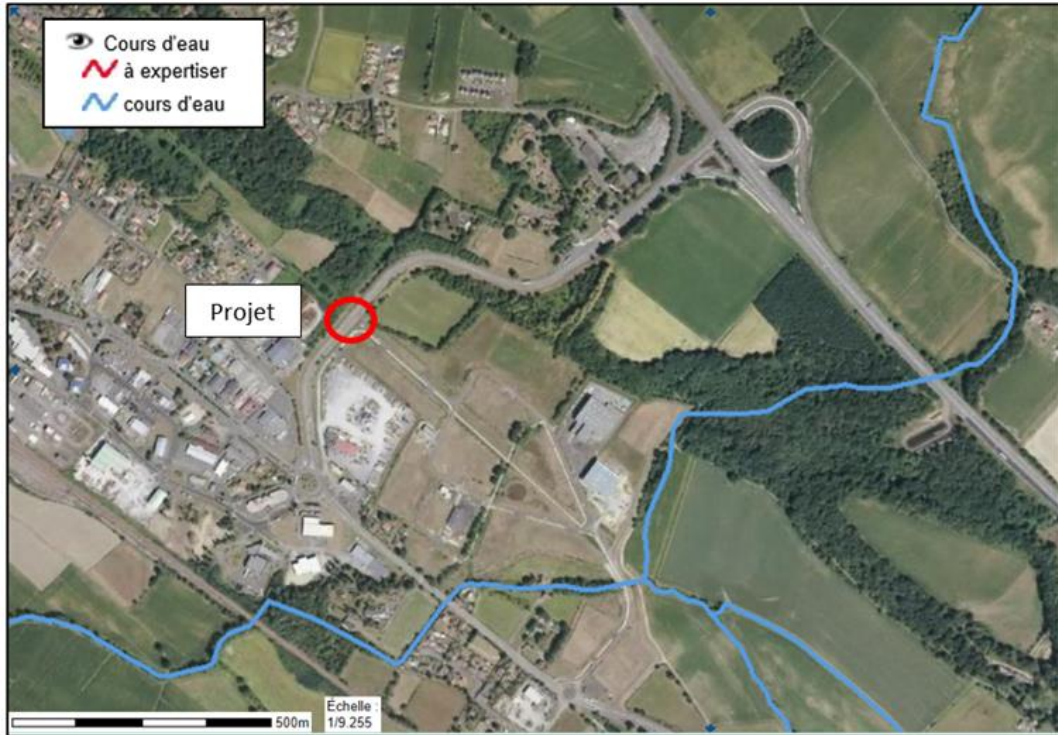 Cours d'eau
à expertiser
cours d'eau
Projet
500m
Échelle :
1/9.255